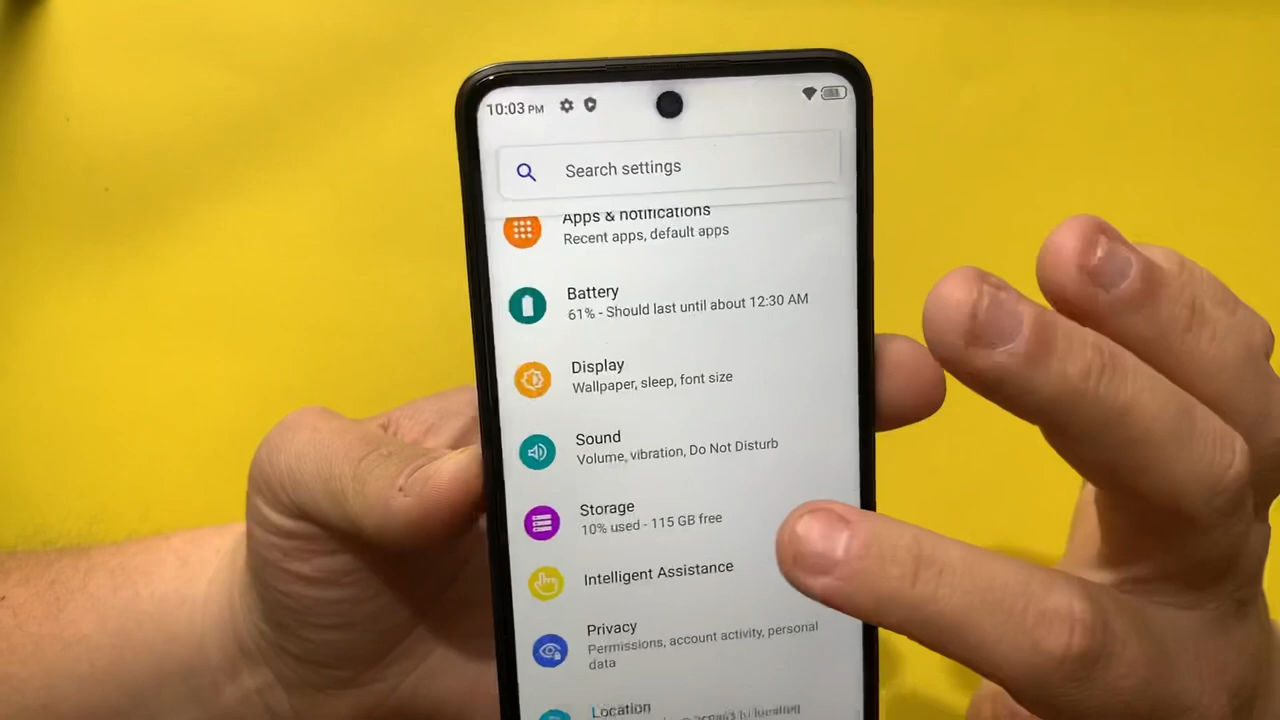 10:03 PM
Search settings
Apps & notifications
Recent apps, default apps
Battery
61% - Should last until about 12:30 AM
Display
Wallpaper, sleep, font size
Sound
Volume, vibration, Do Not Disturb
Storage
10% used - 115 GB free
Intelligent Assistance
Privacy
Permissions, account activity, personal
data
Location